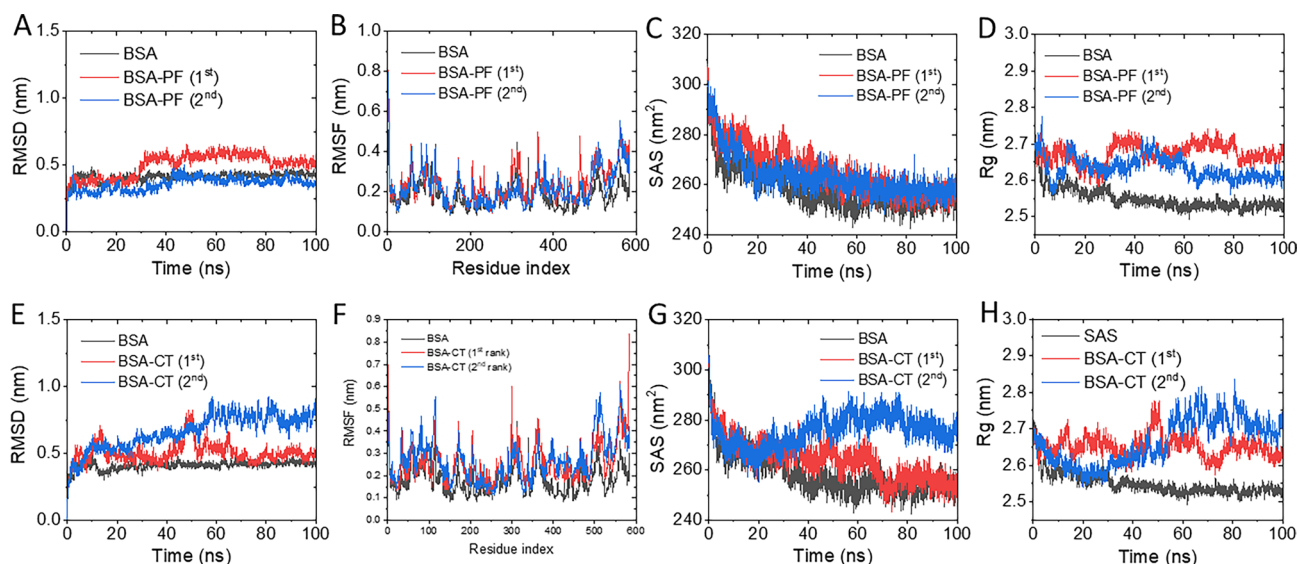 A
RMSD (nm)
1.5
1.0
0.5
0.0
BSA
BSA-PF (1st)
BSA-PF (2nd)
0 20 40 60 80 100
Time (ns)
B
RMSF (nm)
1.0
0.8
0.6
0.4
0.2
0.0
BSA
BSA-PF (1st)
BSA-PF (2nd)
0 100 200 300 400 500 600
Residue index
C
SAS (nm2)
320
300
280
260
240
BSA
BSA-PF (1st)
BSA-PF (2nd)
0 20 40 60 80 100
Time (ns)
D
Rg (nm)
3.0
2.9
2.8
2.7
2.6
2.5
BSA
BSA-PF (1st)
BSA-PF (2nd)
0 20 40 60 80 100
Time (ns)
E
RMSD (nm)
1.5
1.0
0.5
0.0
BSA
BSA-CT (1st)
BSA-CT (2nd)
0 20 40 60 80 100
Time (ns)
F
RMSF (nm)
0.9
0.8
0.7
0.6
0.5
0.4
0.3
0.2
0.1
0.0
BSA
BSA-CT (1st rank)
BSA-CT (2nd rank)
0 100 200 300 400 500 600
Residue index
G
SAS (nm2)
320
300
280
260
240
BSA
BSA-CT (1st)
BSA-CT (2nd)
0 20 40 60 80 100
Time (ns)
H
Rg (nm)
3.0
2.9
2.8
2.7
2.6
2.5
SAS
BSA-CT (1st)
BSA-CT (2nd)
0 20 40 60 80 100
Time (ns)